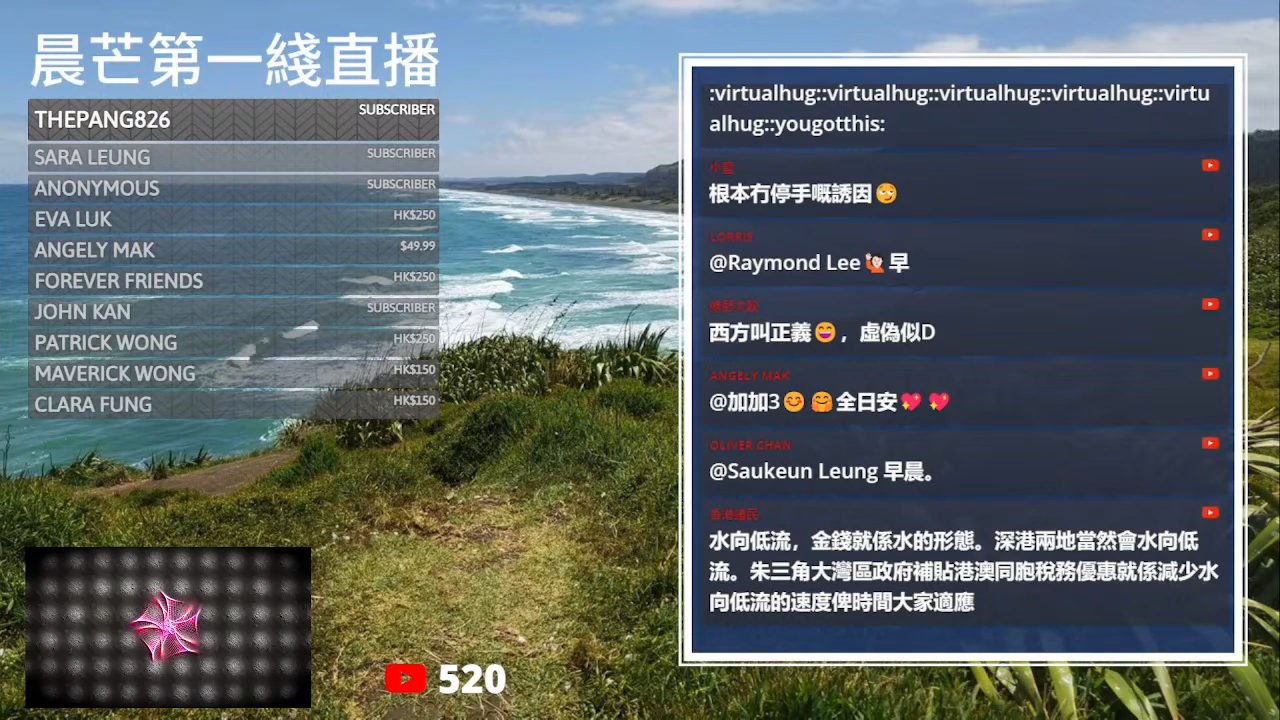 晨芒第一綫直播
THEPANG826 SUBSCRIBER
SARA LEUNG SUBSCRIBER
ANONYMOUS SUBSCRIBER
EVA LUK HK$250
ANGELY MAK $49.99
FOREVER FRIENDS HK$250
JOHN KAN SUBSCRIBER
PATRICK WONG HK$250
MAVERICK WONG HK$150
CLARA FUNG HK$150
:virtualhug::virtualhug::virtualhug::virtualhug::virtu
alhug::yougotthis:
根本冇停手嘅誘因🙄
LORRIE
@Raymond Lee🙋🏻早
西方叫正義😄，虛偽似D
ANGELY MAK
@加加3😊🤗全日安💖💖
OLIVER CHAN
@Saukeun Leung 早晨。
香港國民
水向低流，金錢就係水的形態。深港兩地當然會水向低
流。朱三角大灣區政府補貼港澳同胞稅務優惠就係減少水
向低流的速度俾時間大家適應
520